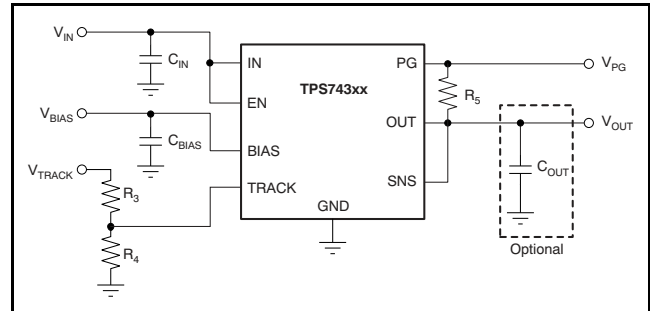 V_IN
C_IN
IN
EN
TPS743xx
PG
V_PG
R_5
V_BIAS
C_BIAS
BIAS
OUT
V_OUT
V_TRACK
R_3
TRACK
SNS
C_OUT
R_4
GND
Optional